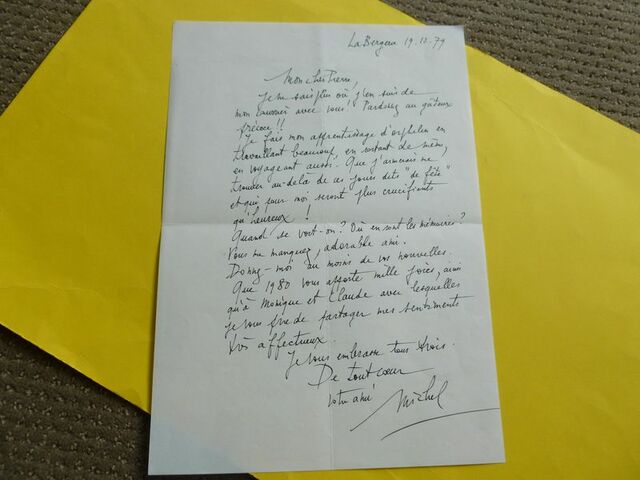 La Bergerie 19.12.79
Mon cher Pierre,
Je ne sais plus où j'en suis de
mon courrier avec vous! Pardonnez au gâteux
précoce!!
Je fais mon apprentissage d'orphelin en
travaillant beaucoup, en sortant de même,
en voyageant aussi. Que j'aimerais me
trouver au-delà de ces jours dits "de fête"
et qui pour moi seront plus crucifiants
qu'heureux!
Quand se voit-on? Où en sont les mémoires?
Vous me manquez, adorable ami.
Donnez-moi au moins de vos nouvelles.
Que 1980 vous apporte mille joies, ainsi
qu'à Monique et Claude avec lesquelles
je vous prie de partager mes sentiments
très affectueux.
Je vous embrasse tous trois.
De tout cœur
votre ami
Michel